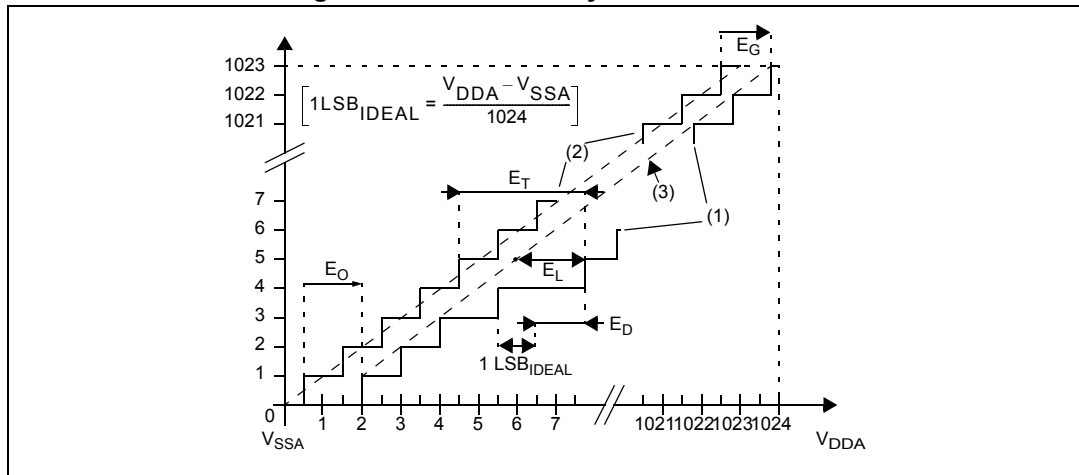 E_G
1023
1022
1021
[1LSB_IDEAL = (V_DDA – V_SSA) / 1024]
(2)
(3)
(1)
E_T
7
6
5
4
3
2
1
0
E_O
E_L
E_D
1 LSB_IDEAL
1 2 3 4 5 6 7 1021 1022 1023 1024
V_SSA
V_DDA